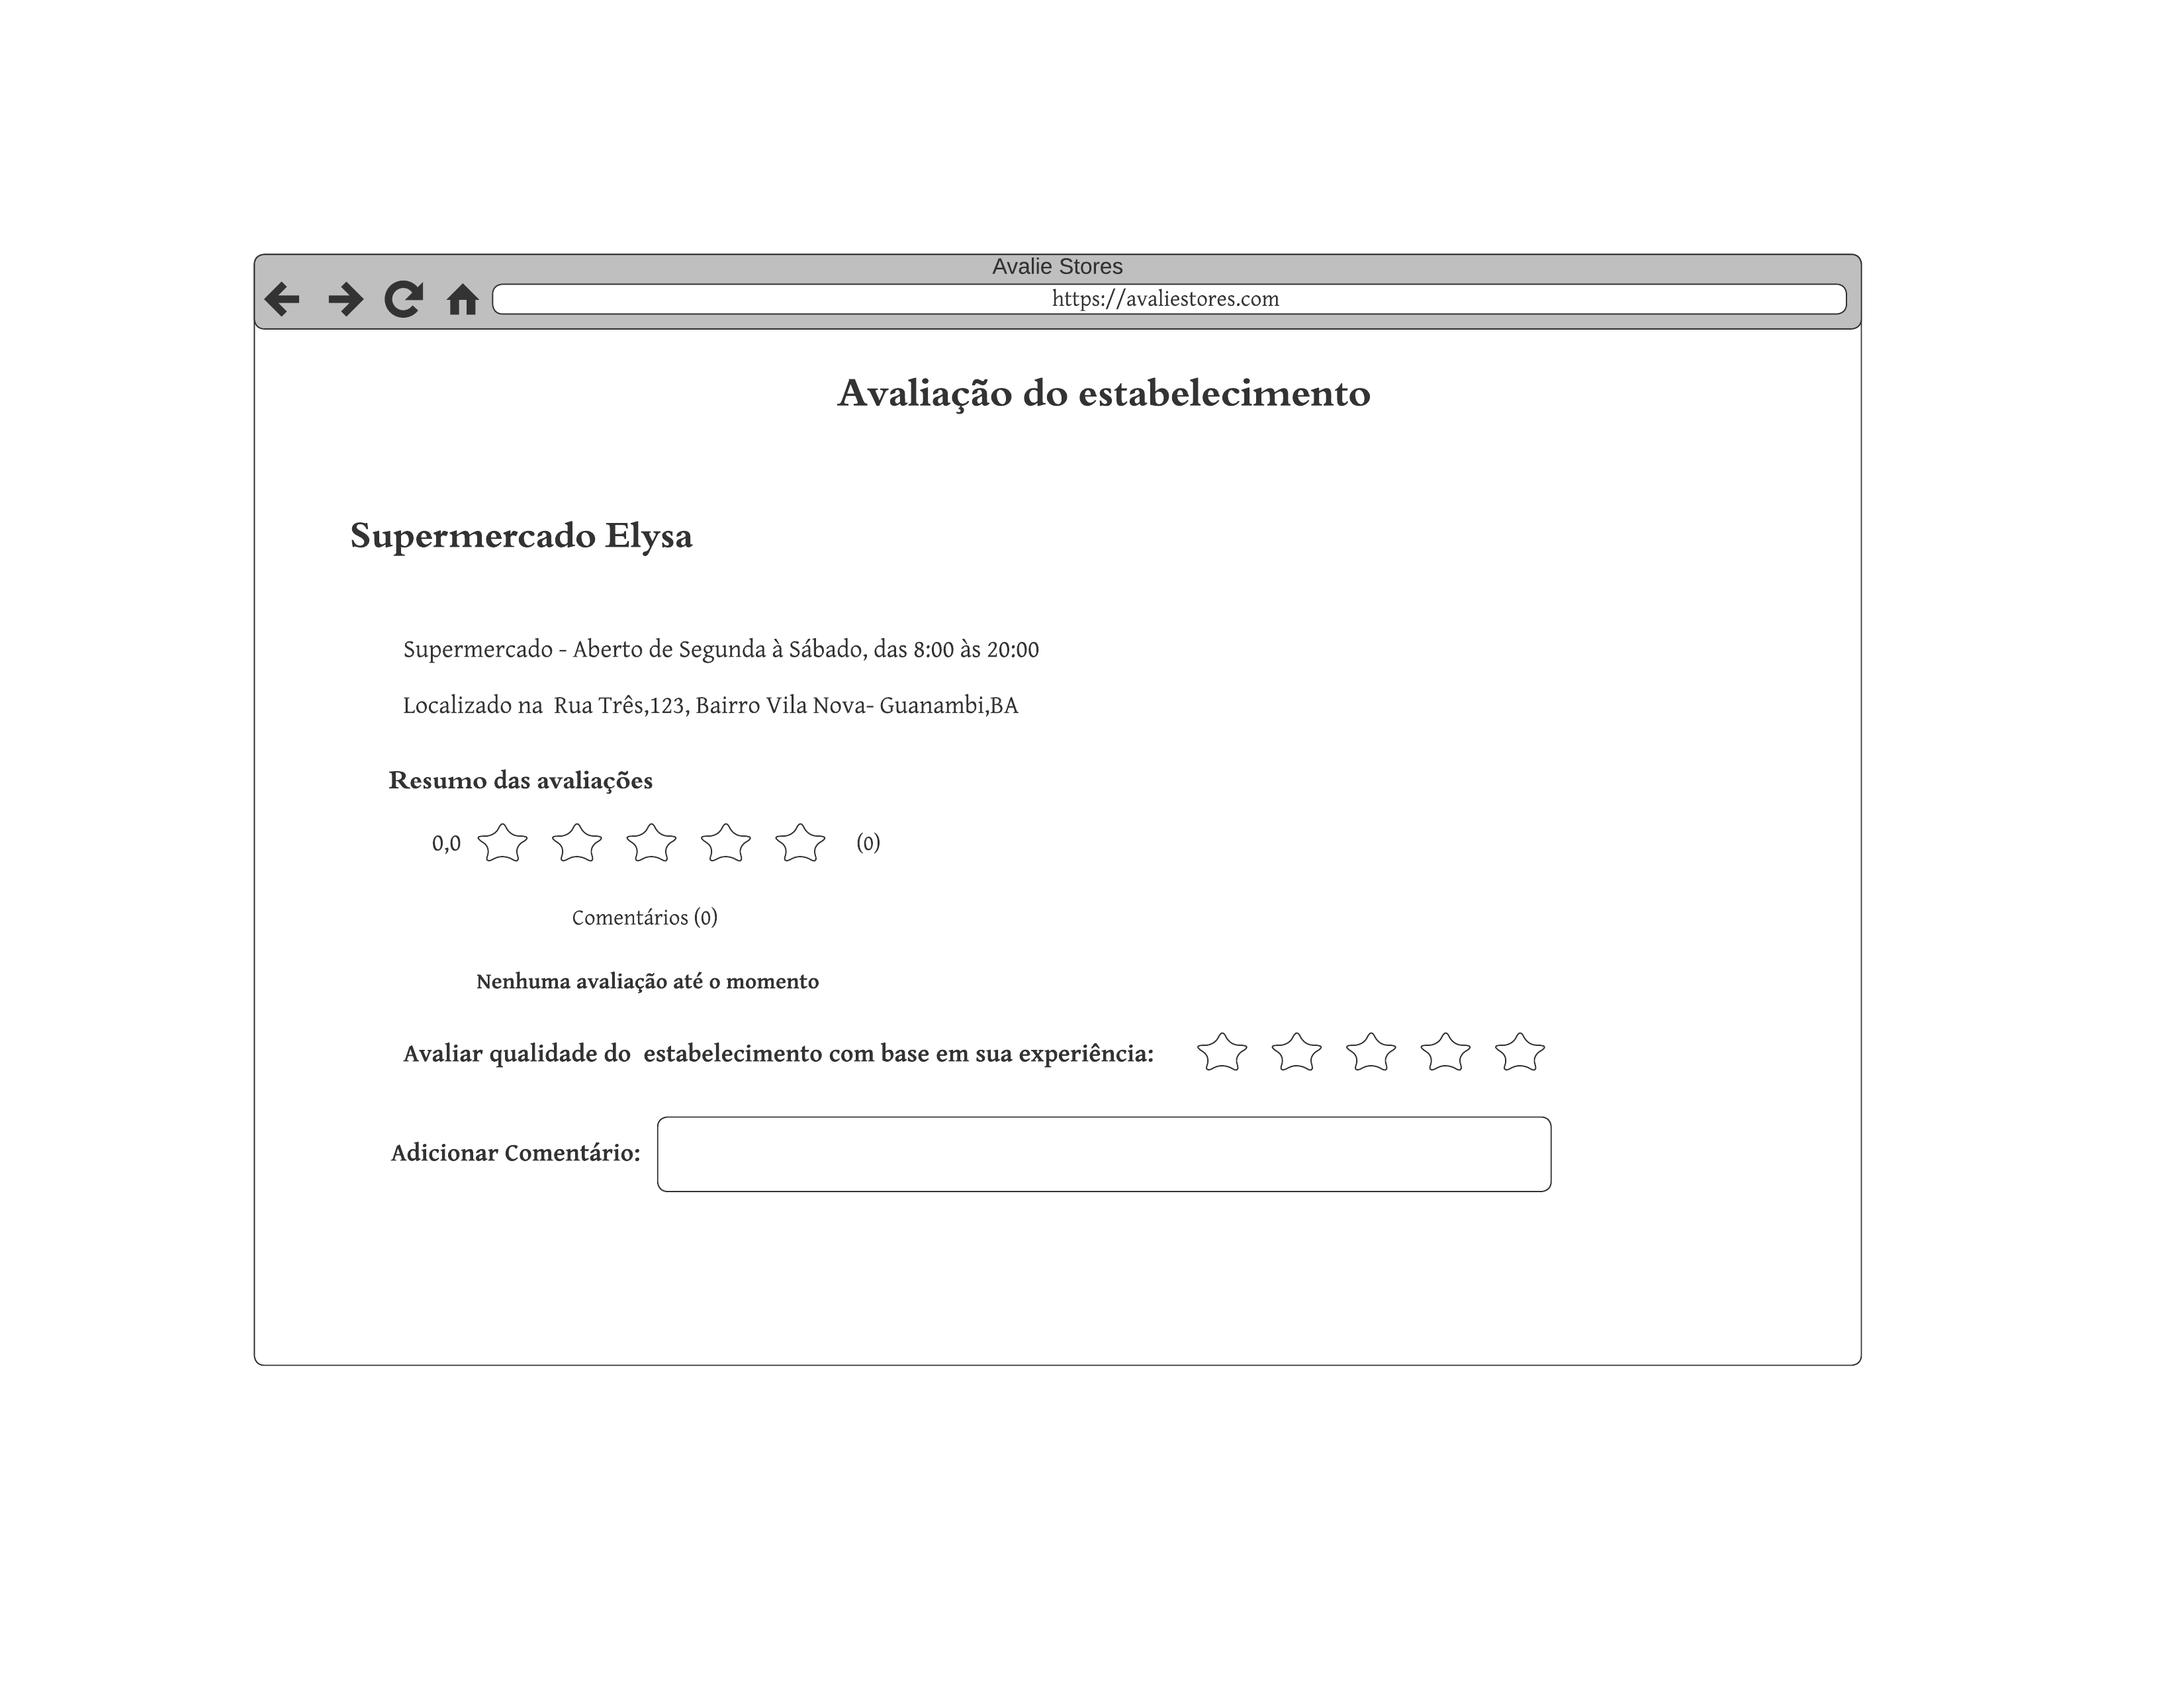 Avalie Stores
https://avaliestores.com
Avaliação do estabelecimento
Supermercado Elysa
Supermercado - Aberto de Segunda à Sábado, das 8:00 às 20:00
Localizado na  Rua Três,123, Bairro Vila Nova- Guanambi,BA
Resumo das avaliações
0,0 (0)
Comentários (0)
Nenhuma avaliação até o momento
Avaliar qualidade do  estabelecimento com base em sua experiência:
Adicionar Comentário: